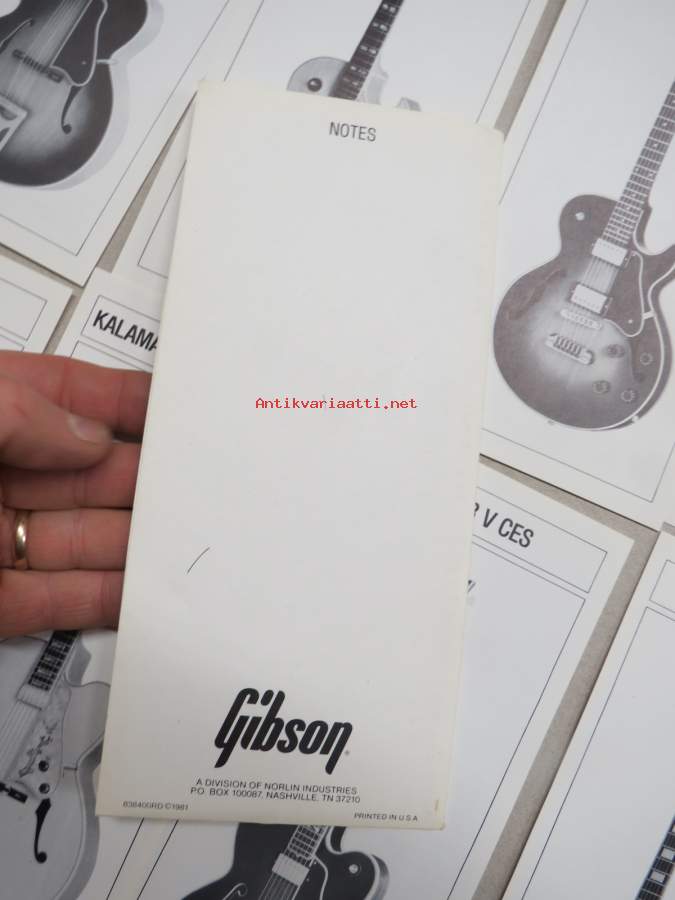 NOTES
KALAMA
Antikvariaatti.net
V CES
Gibson®
A DIVISION OF NORLIN INDUSTRIES
P.O. BOX 100087, NASHVILLE, TN 37210
PRINTED IN U.S.A.